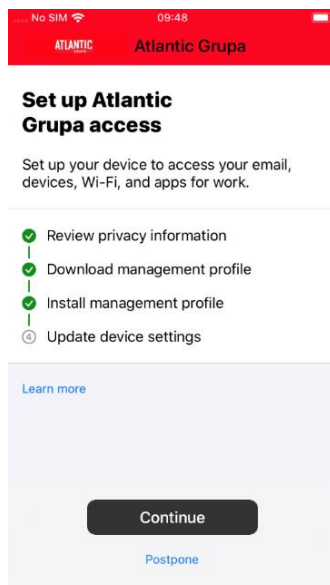 No SIM 09:48
ATLANTIC Atlantic Grupa
GRUPA
Set up Atlantic
Grupa access
Set up your device to access your email,
devices, Wi-Fi, and apps for work.
Review privacy information
Download management profile
Install management profile
4 Update device settings
Learn more
Continue
Postpone